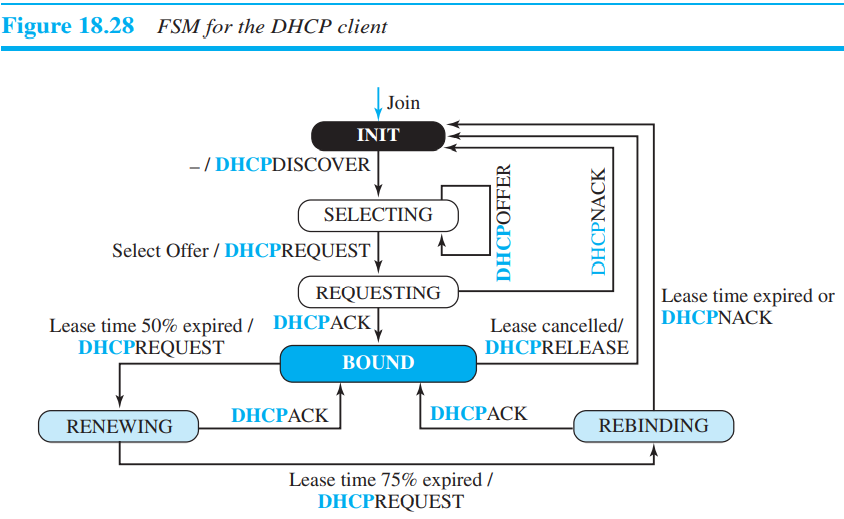 Figure 18.28 FSM for the DHCP client
Join
INIT
– / DHCPDISCOVER
SELECTING
DHCPOFFER
DHCPNACK
Select Offer / DHCPREQUEST
REQUESTING
Lease time expired or
DHCPNACK
Lease time 50% expired /
DHCPREQUEST
DHCPACK
Lease cancelled/
DHCPRELEASE
BOUND
RENEWING
DHCPACK
DHCPACK
REBINDING
Lease time 75% expired /
DHCPREQUEST